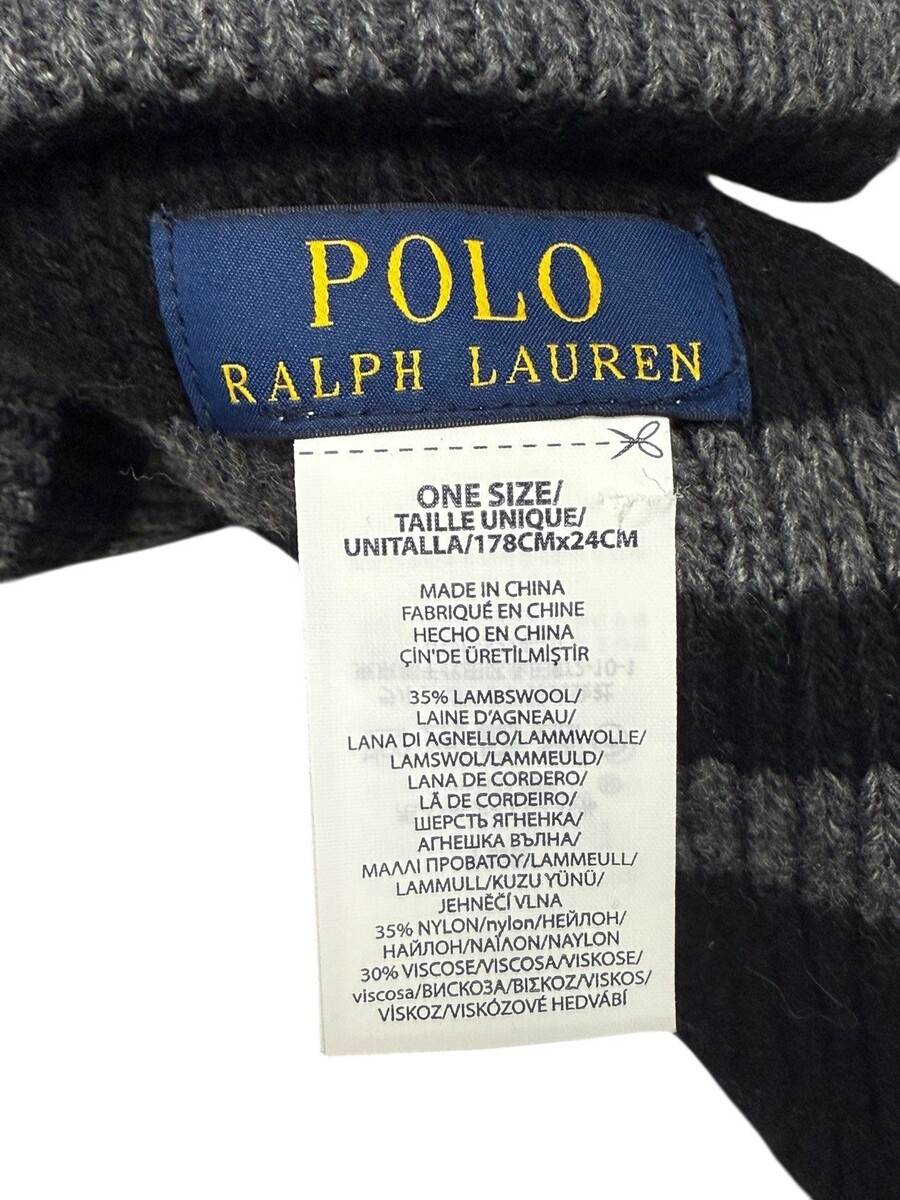 POLO
RALPH LAUREN
ONE SIZE/
TAILLE UNIQUE/
UNITALLA/178CMx24CM
MADE IN CHINA
FABRIQUÉ EN CHINE
HECHO EN CHINA
ÇİN'DE ÜRETİLMİŞTİR
35% LAMBSWOOL/
LAINE D'AGNEAU/
LANA DI AGNELLO/LAMMWOLLE/
LAMSWOL/LAMMEULD/
LANA DE CORDERO/
LÃ DE CORDEIRO/
ШЕРСТЬ ЯГНЕНКА/
АГНЕШКА ВЪЛНА/
ΜΑΛΛΙ ΠΡΟΒΑΤΟΥ/LAMMEULL/
LAMMULL/KUZU YÜNÜ/
JEHNĚČÍ VLNA
35% NYLON/nylon/НЕЙЛОН/
НАЙЛОН/ΝΑΪΛΟΝ/NAYLON
30% VISCOSE/VISCOSA/VISKOSE/
viscosa/ВИСКОЗА/ΒΙΣΚΟΖ/VISKOS/
VİSKOZ/VISKÓZOVÉ HEDVÁBÍ